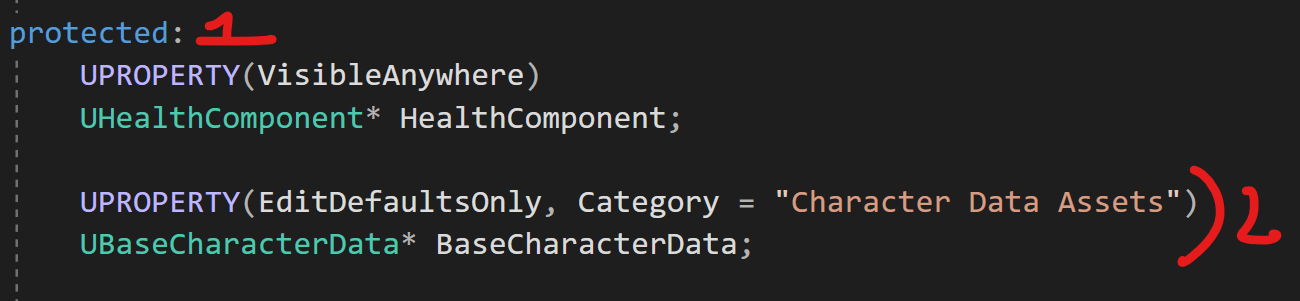 protected: 1
UPROPERTY(VisibleAnywhere)
UHealthComponent* HealthComponent;
UPROPERTY(EditDefaultsOnly, Category = "Character Data Assets")
UBaseCharacterData* BaseCharacterData;
) 2